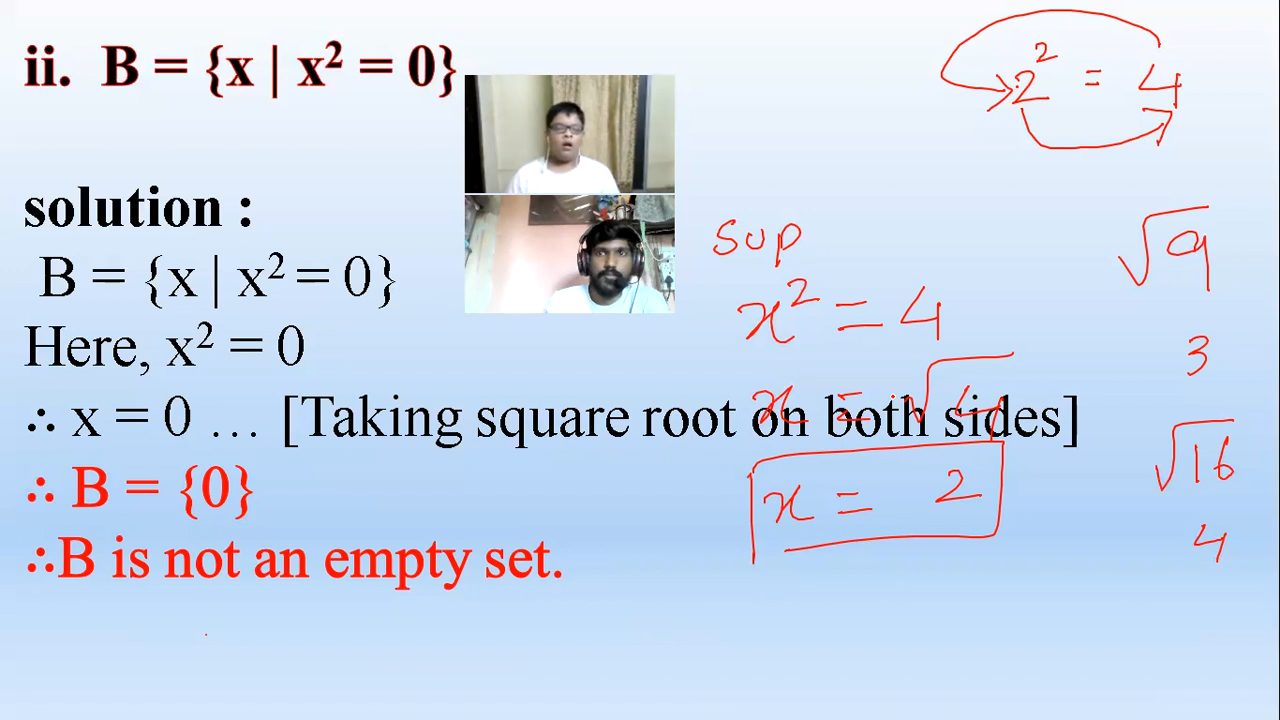 ii. B = {x | x² = 0}
solution :
B = {x | x² = 0}
Here, x² = 0
∴ x = 0 … [Taking square root on both sides]
∴ B = {0}
∴B is not an empty set.
2² = 4
Sup
x² = 4
x = √4
x = 2
√9
3
√16
4